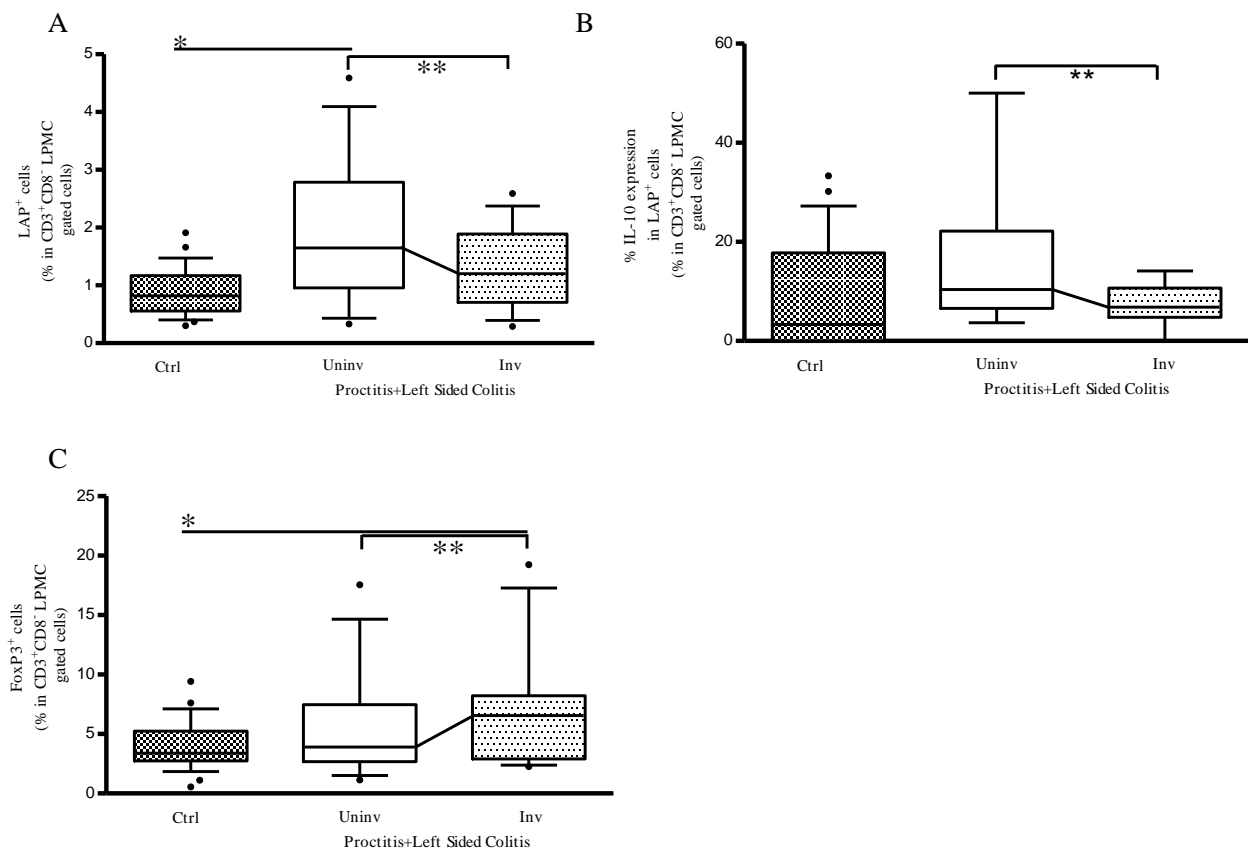 A
*
**
5
4
3
2
1
0
LAP+ cells
(% in CD3+CD8- LPMC
gated cells)
Ctrl
Uninv
Inv
Proctitis+Left Sided Colitis
B
**
60
40
20
0
% IL-10 expression
in LAP+ cells
(% in CD3+CD8- LPMC
gated cells)
Ctrl
Uninv
Inv
Proctitis+Left Sided Colitis
C
*
**
25
20
15
10
5
0
FoxP3+ cells
(% in CD3+CD8- LPMC
gated cells)
Ctrl
Uninv
Inv
Proctitis+Left Sided Colitis